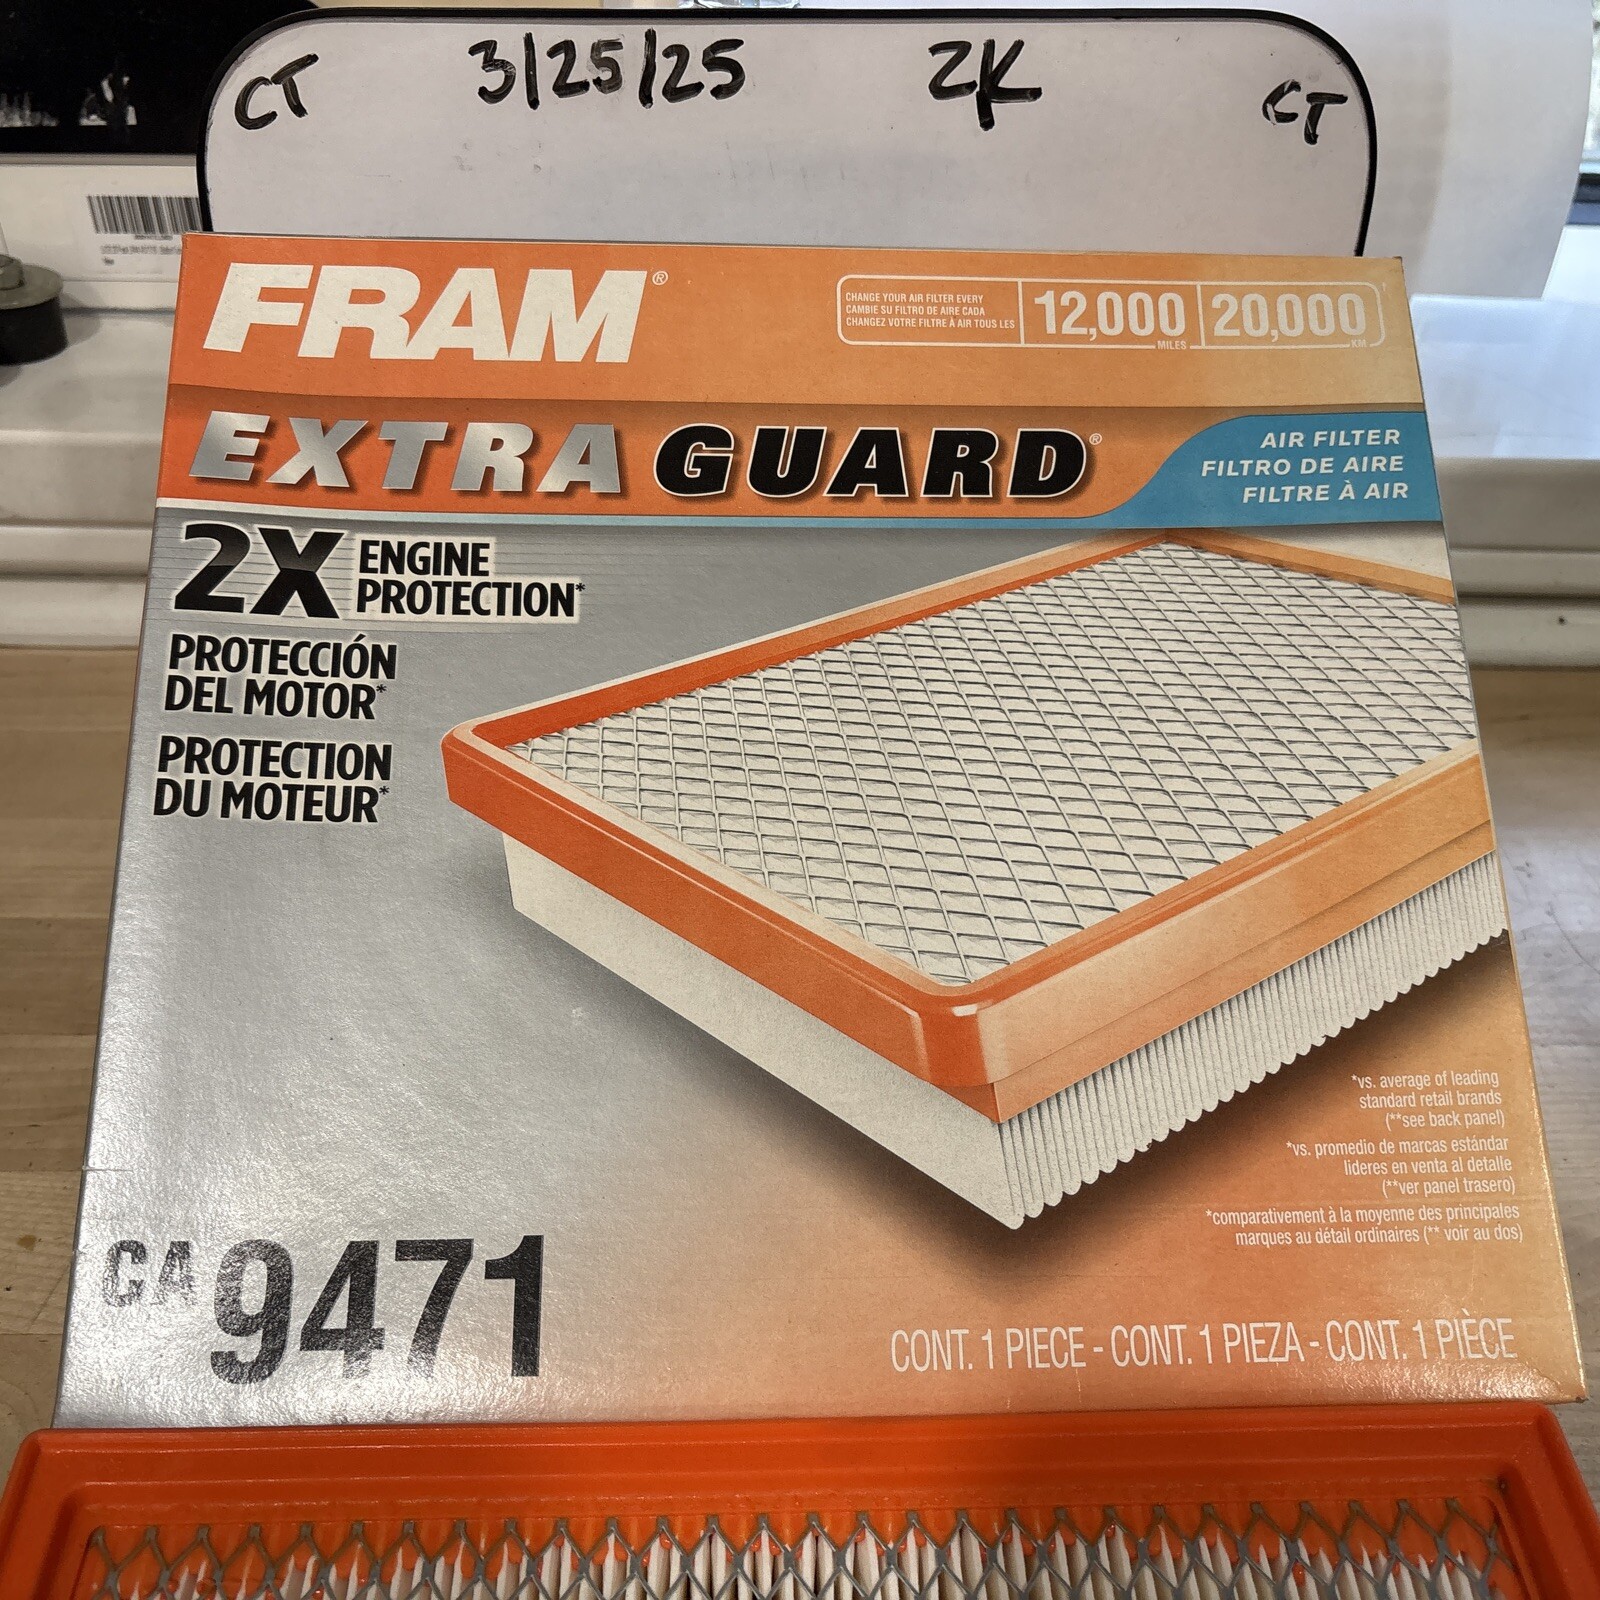 CT 3/25/25 ZK CT
FRAM®
CHANGE YOUR AIR FILTER EVERY
CAMBIE SU FILTRO DE AIRE CADA
CHANGEZ VOTRE FILTRE À AIR TOUS LES
12,000 MILES
20,000 KM
EXTRA GUARD®
AIR FILTER
FILTRO DE AIRE
FILTRE À AIR
2X ENGINE
PROTECTION*
PROTECCIÓN
DEL MOTOR*
PROTECTION
DU MOTEUR*
*vs. average of leading
standard retail brands
(**see back panel)
*vs. promedio de marcas estándar
lideres en venta al detalle
(**ver panel trasero)
*comparativement à la moyenne des principales
marques au détail ordinaires (** voir au dos)
CA 9471
CONT. 1 PIECE - CONT. 1 PIEZA - CONT. 1 PIÈCE